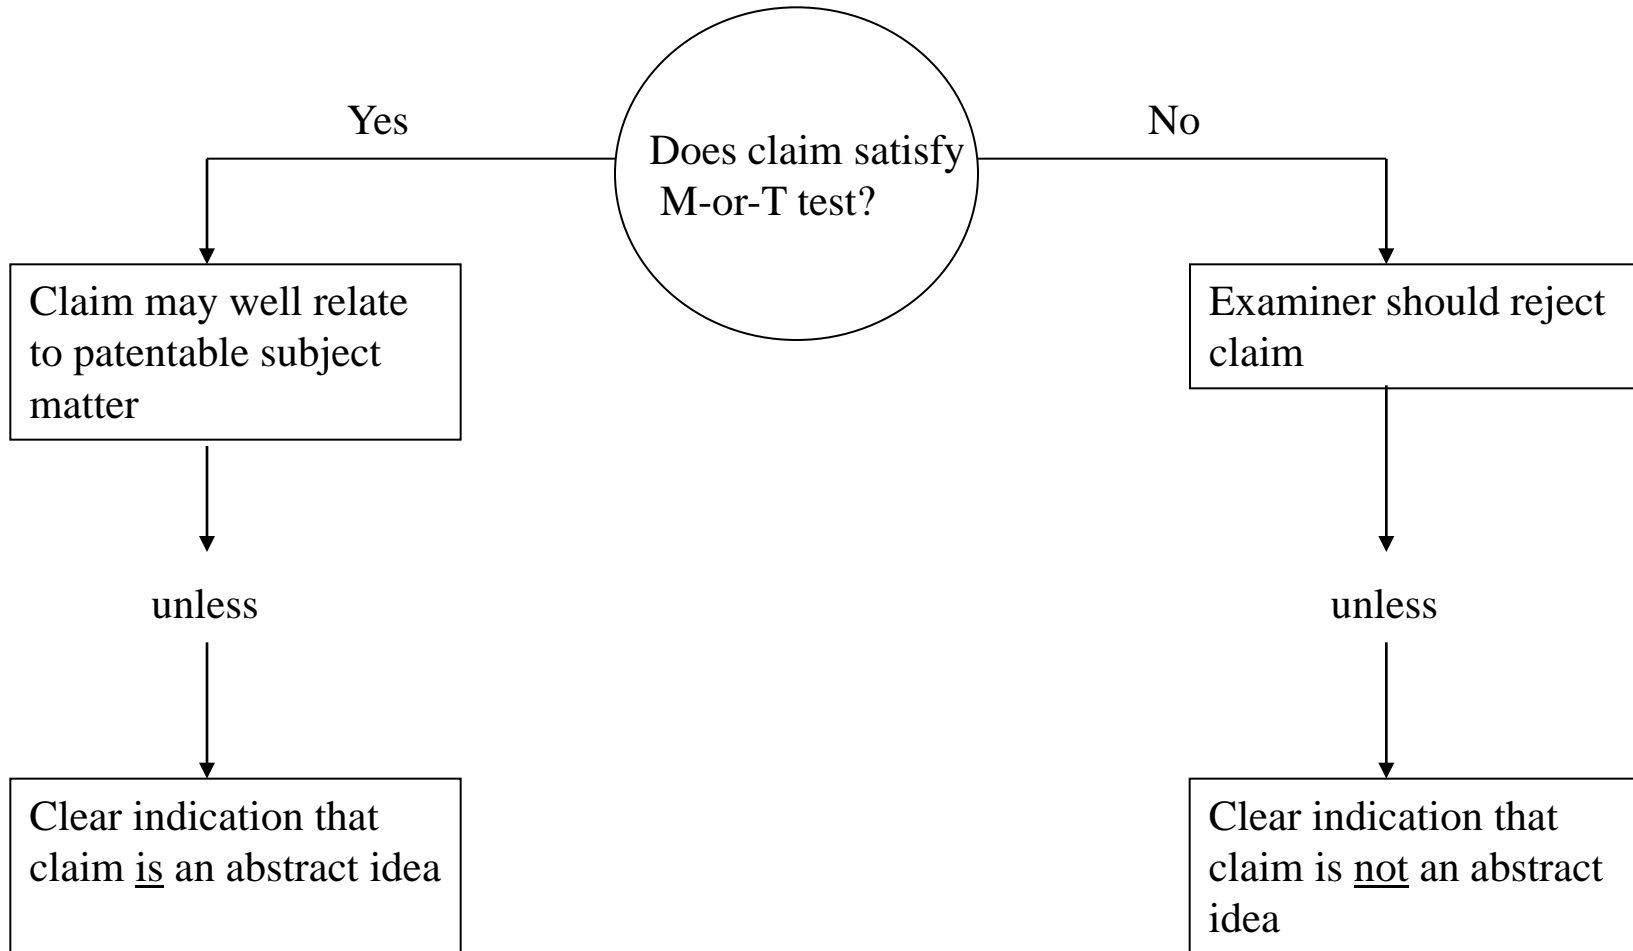 Yes
No
Does claim satisfy
M-or-T test?
Claim may well relate
to patentable subject
matter
Examiner should reject
claim
unless
unless
Clear indication that
claim is an abstract idea
Clear indication that
claim is not an abstract
idea